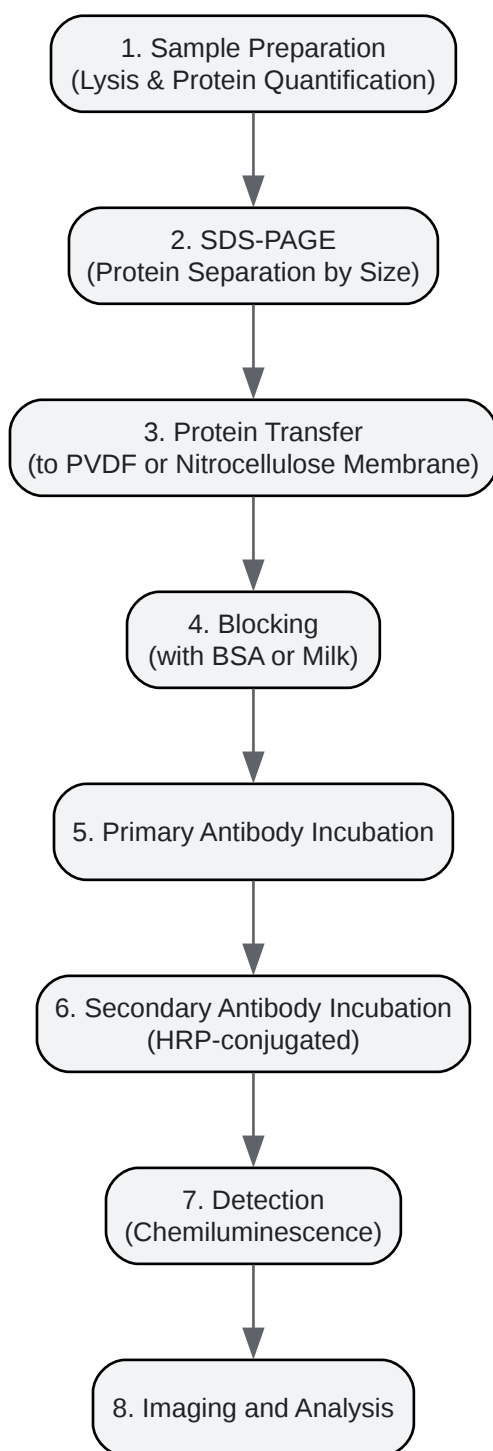 1. Sample Preparation
(Lysis & Protein Quantification)
2. SDS-PAGE
(Protein Separation by Size)
3. Protein Transfer
(to PVDF or Nitrocellulose Membrane)
4. Blocking
(with BSA or Milk)
5. Primary Antibody Incubation
6. Secondary Antibody Incubation
(HRP-conjugated)
7. Detection
(Chemiluminescence)
8. Imaging and Analysis